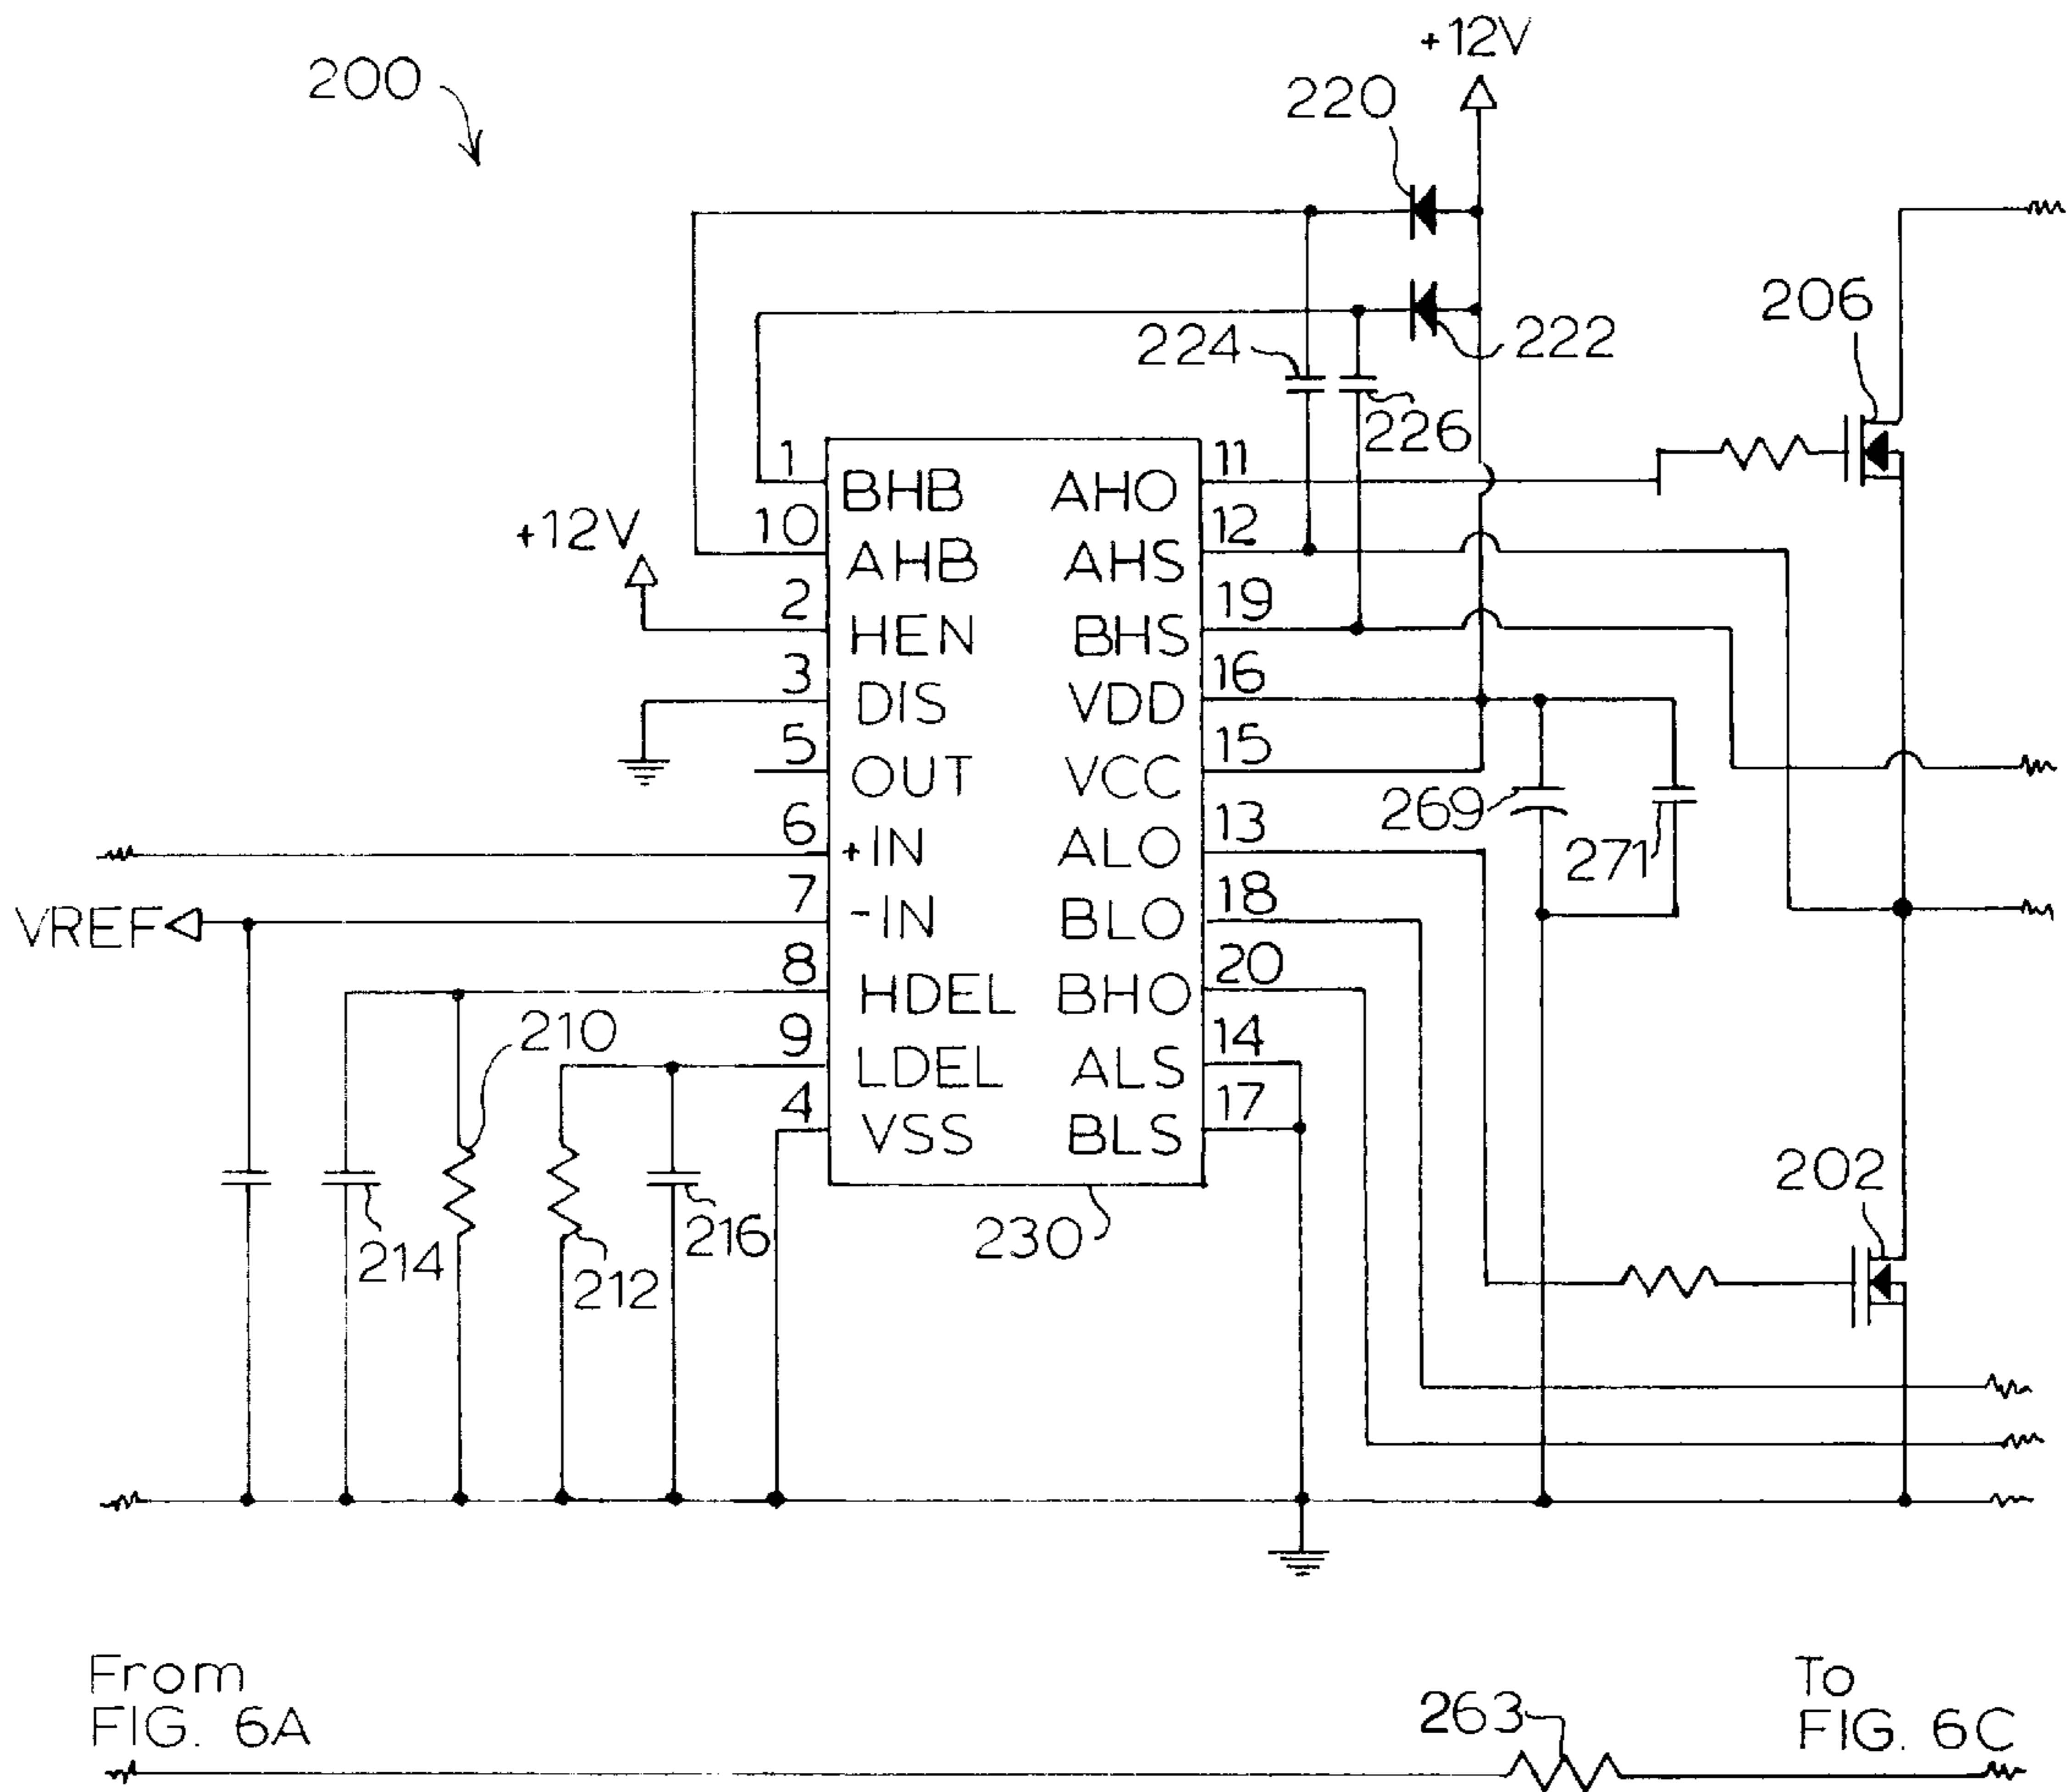 +12V
200
220
206
224
222
226
1 BHB AHO 11
10 AHB AHS 12
+12V
2 HEN BHS 19
3 DIS VDD 16
5 OUT VCC 15
269
271
6 +IN ALO 13
VREF
7 -IN BLO 18
8 HDEL BHO 20
210
9 LDEL ALS 14
4 VSS BLS 17
202
214
212
216
230
From
FIG. 6A
263
To
FIG. 6C